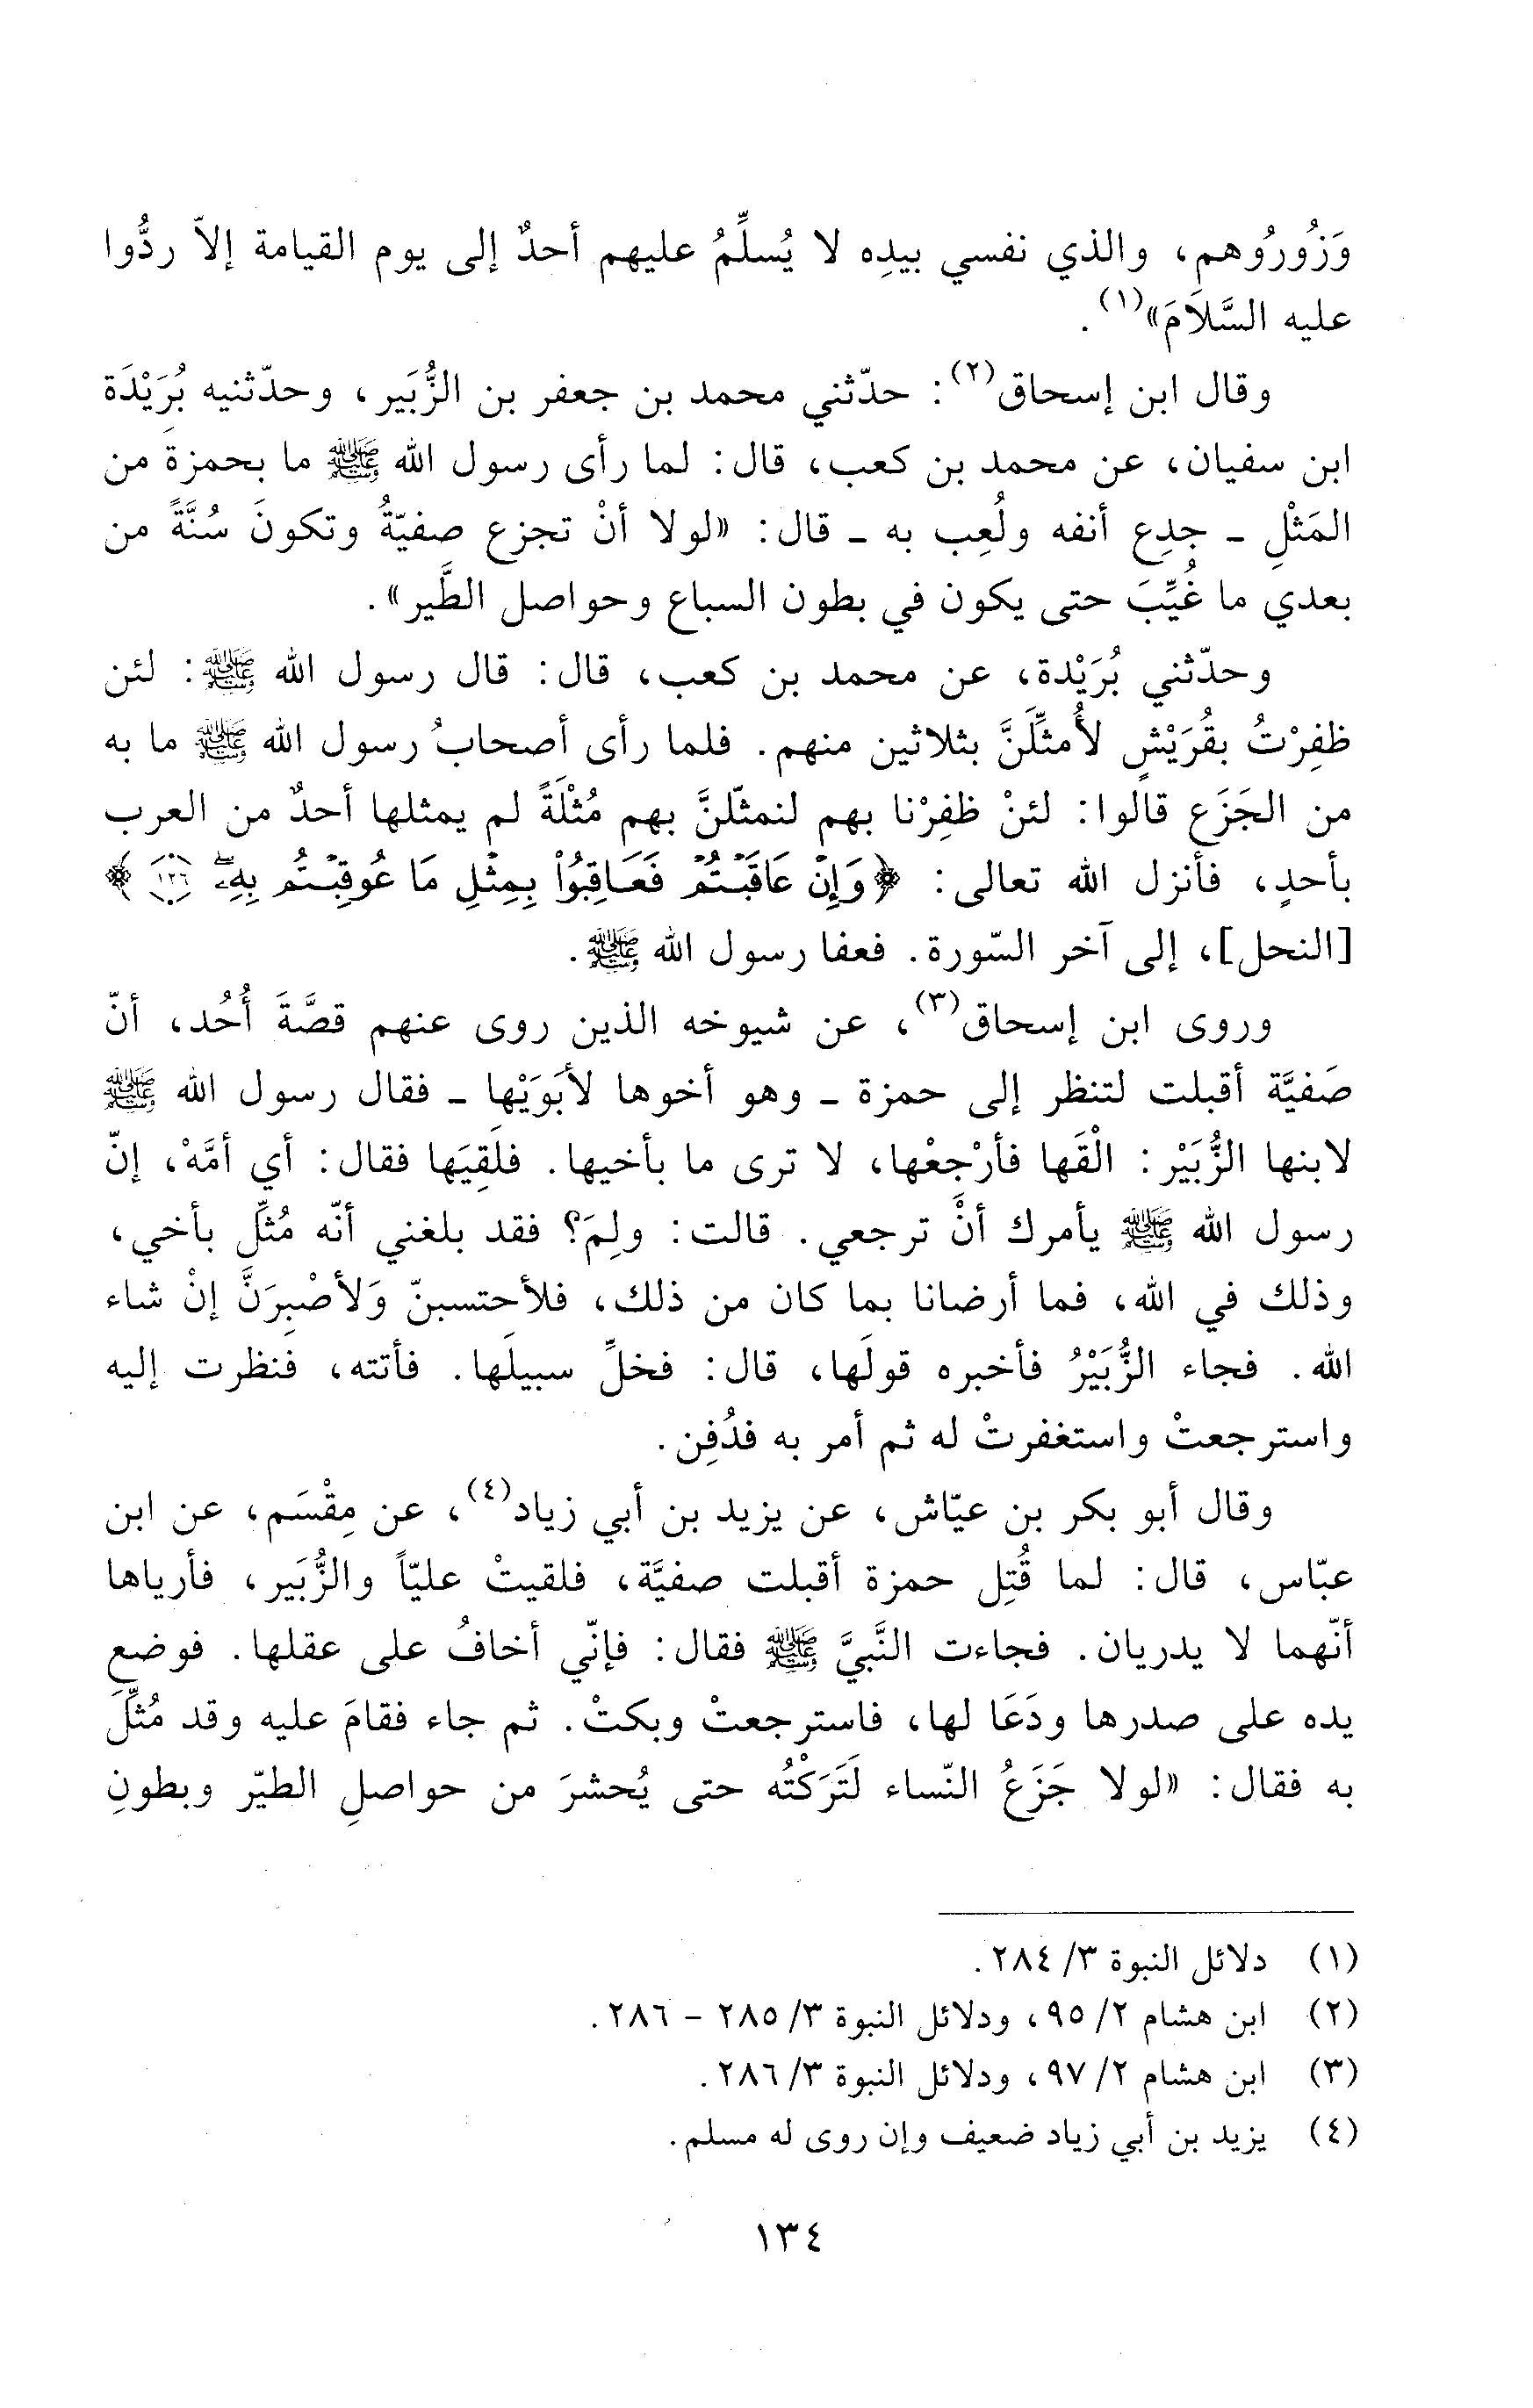 وَزُورُوهم، والذي نفسي بيدِه لا يُسلِّمُ عليهم أحدٌ إلى يوم القيامة إلاّ ردُّوا
عليه السَّلاَمَ»(١).
وقال ابن إسحاق(٢): حدّثني محمد بن جعفر بن الزُّبَير، وحدّثنيه بُرَيْدَة
ابن سفيان، عن محمد بن كعب، قال: لما رأى رسول الله ﷺ ما بحمزة من
المَثْلِ - جدِع أنفه ولُعِب به - قال: «لولا أنْ تجزع صفيّةُ وتكونَ سُنَّةً من
بعدي ما غُيِّبَ حتى يكون في بطون السباع وحواصل الطَّير».
وحدّثني بُرَيْدة، عن محمد بن كعب، قال: قال رسول الله ﷺ: لئن
ظفِرْتُ بقُرَيْشٍ لأُمثِّلَنَّ بثلاثين منهم. فلما رأى أصحابُ رسول الله ﷺ ما به
من الجَزَع قالوا: لئنْ ظفِرْنا بهم لنمثّلنَّ بهم مُثْلَةً لم يمثلها أحدٌ من العرب
بأحدٍ، فأنزل الله تعالى: ﴿وَإِنْ عَاقَبْتُمْ فَعَاقِبُواْ بِمِثْلِ مَا عُوقِبْتُم بِهِۦ ۖ ١٢٦﴾
[النحل]، إلى آخر السّورة. فعفا رسول الله ﷺ.
وروى ابن إسحاق(٣)، عن شيوخه الذين روى عنهم قصَّةَ أُحُد، أنّ
صَفيَّة أقبلت لتنظر إلى حمزة - وهو أخوها لأبَوَيْها - فقال رسول الله ﷺ
لابنها الزُّبَيْر: الْقَها فأرْجعْها، لا ترى ما بأخيها. فلَقِيَها فقال: أي أمَّهْ، إنّ
رسول الله ﷺ يأمرك أنْ ترجعي. قالت: ولِمَ؟ فقد بلغني أنّه مُثِّل بأخي،
وذلك في الله، فما أرضانا بما كان من ذلك، فلأحتسبنّ وَلأصْبِرَنَّ إنْ شاء
الله. فجاء الزُّبَيْرُ فأخبره قولَها، قال: فخلِّ سبيلَها. فأتته، فنظرت إليه
واسترجعتْ واستغفرتْ له ثم أمر به فدُفِن.
وقال أبو بكر بن عيّاش، عن يزيد بن أبي زياد(٤)، عن مِقْسَم، عن ابن
عبّاس، قال: لما قُتِل حمزة أقبلت صفيَّة، فلقيتْ عليّاً والزُّبَير، فأرياها
أنّهما لا يدريان. فجاءت النَّبيَّ ﷺ فقال: فإنّي أخافُ على عقلها. فوضع
يده على صدرها ودَعَا لها، فاسترجعتْ وبكتْ. ثم جاء فقامَ عليه وقد مُثِّلَ
به فقال: «لولا جَزَعُ النّساء لَتَرَكْتُه حتى يُحشرَ من حواصلِ الطيّر وبطونِ
(١) دلائل النبوة ٣/ ٢٨٤.
(٢) ابن هشام ٢/ ٩٥، ودلائل النبوة ٣/ ٢٨٥ - ٢٨٦.
(٣) ابن هشام ٢/ ٩٧، ودلائل النبوة ٣/ ٢٨٦.
(٤) يزيد بن أبي زياد ضعيف وإن روى له مسلم.
١٣٤